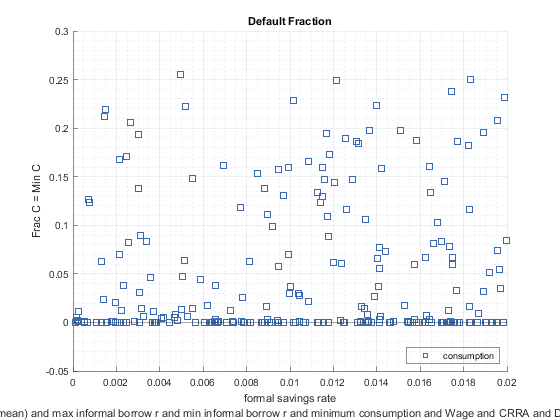 Default Fraction
0.3
0.25
0.2
0.15
0.1
0.05
0
-0.05
Frac C = Min C
consumption
0 0.002 0.004 0.006 0.008 0.01 0.012 0.014 0.016 0.018 0.02
formal savings rate
mean) and max informal borrow r and min informal borrow r and minimum consumption and Wage and CRRA and